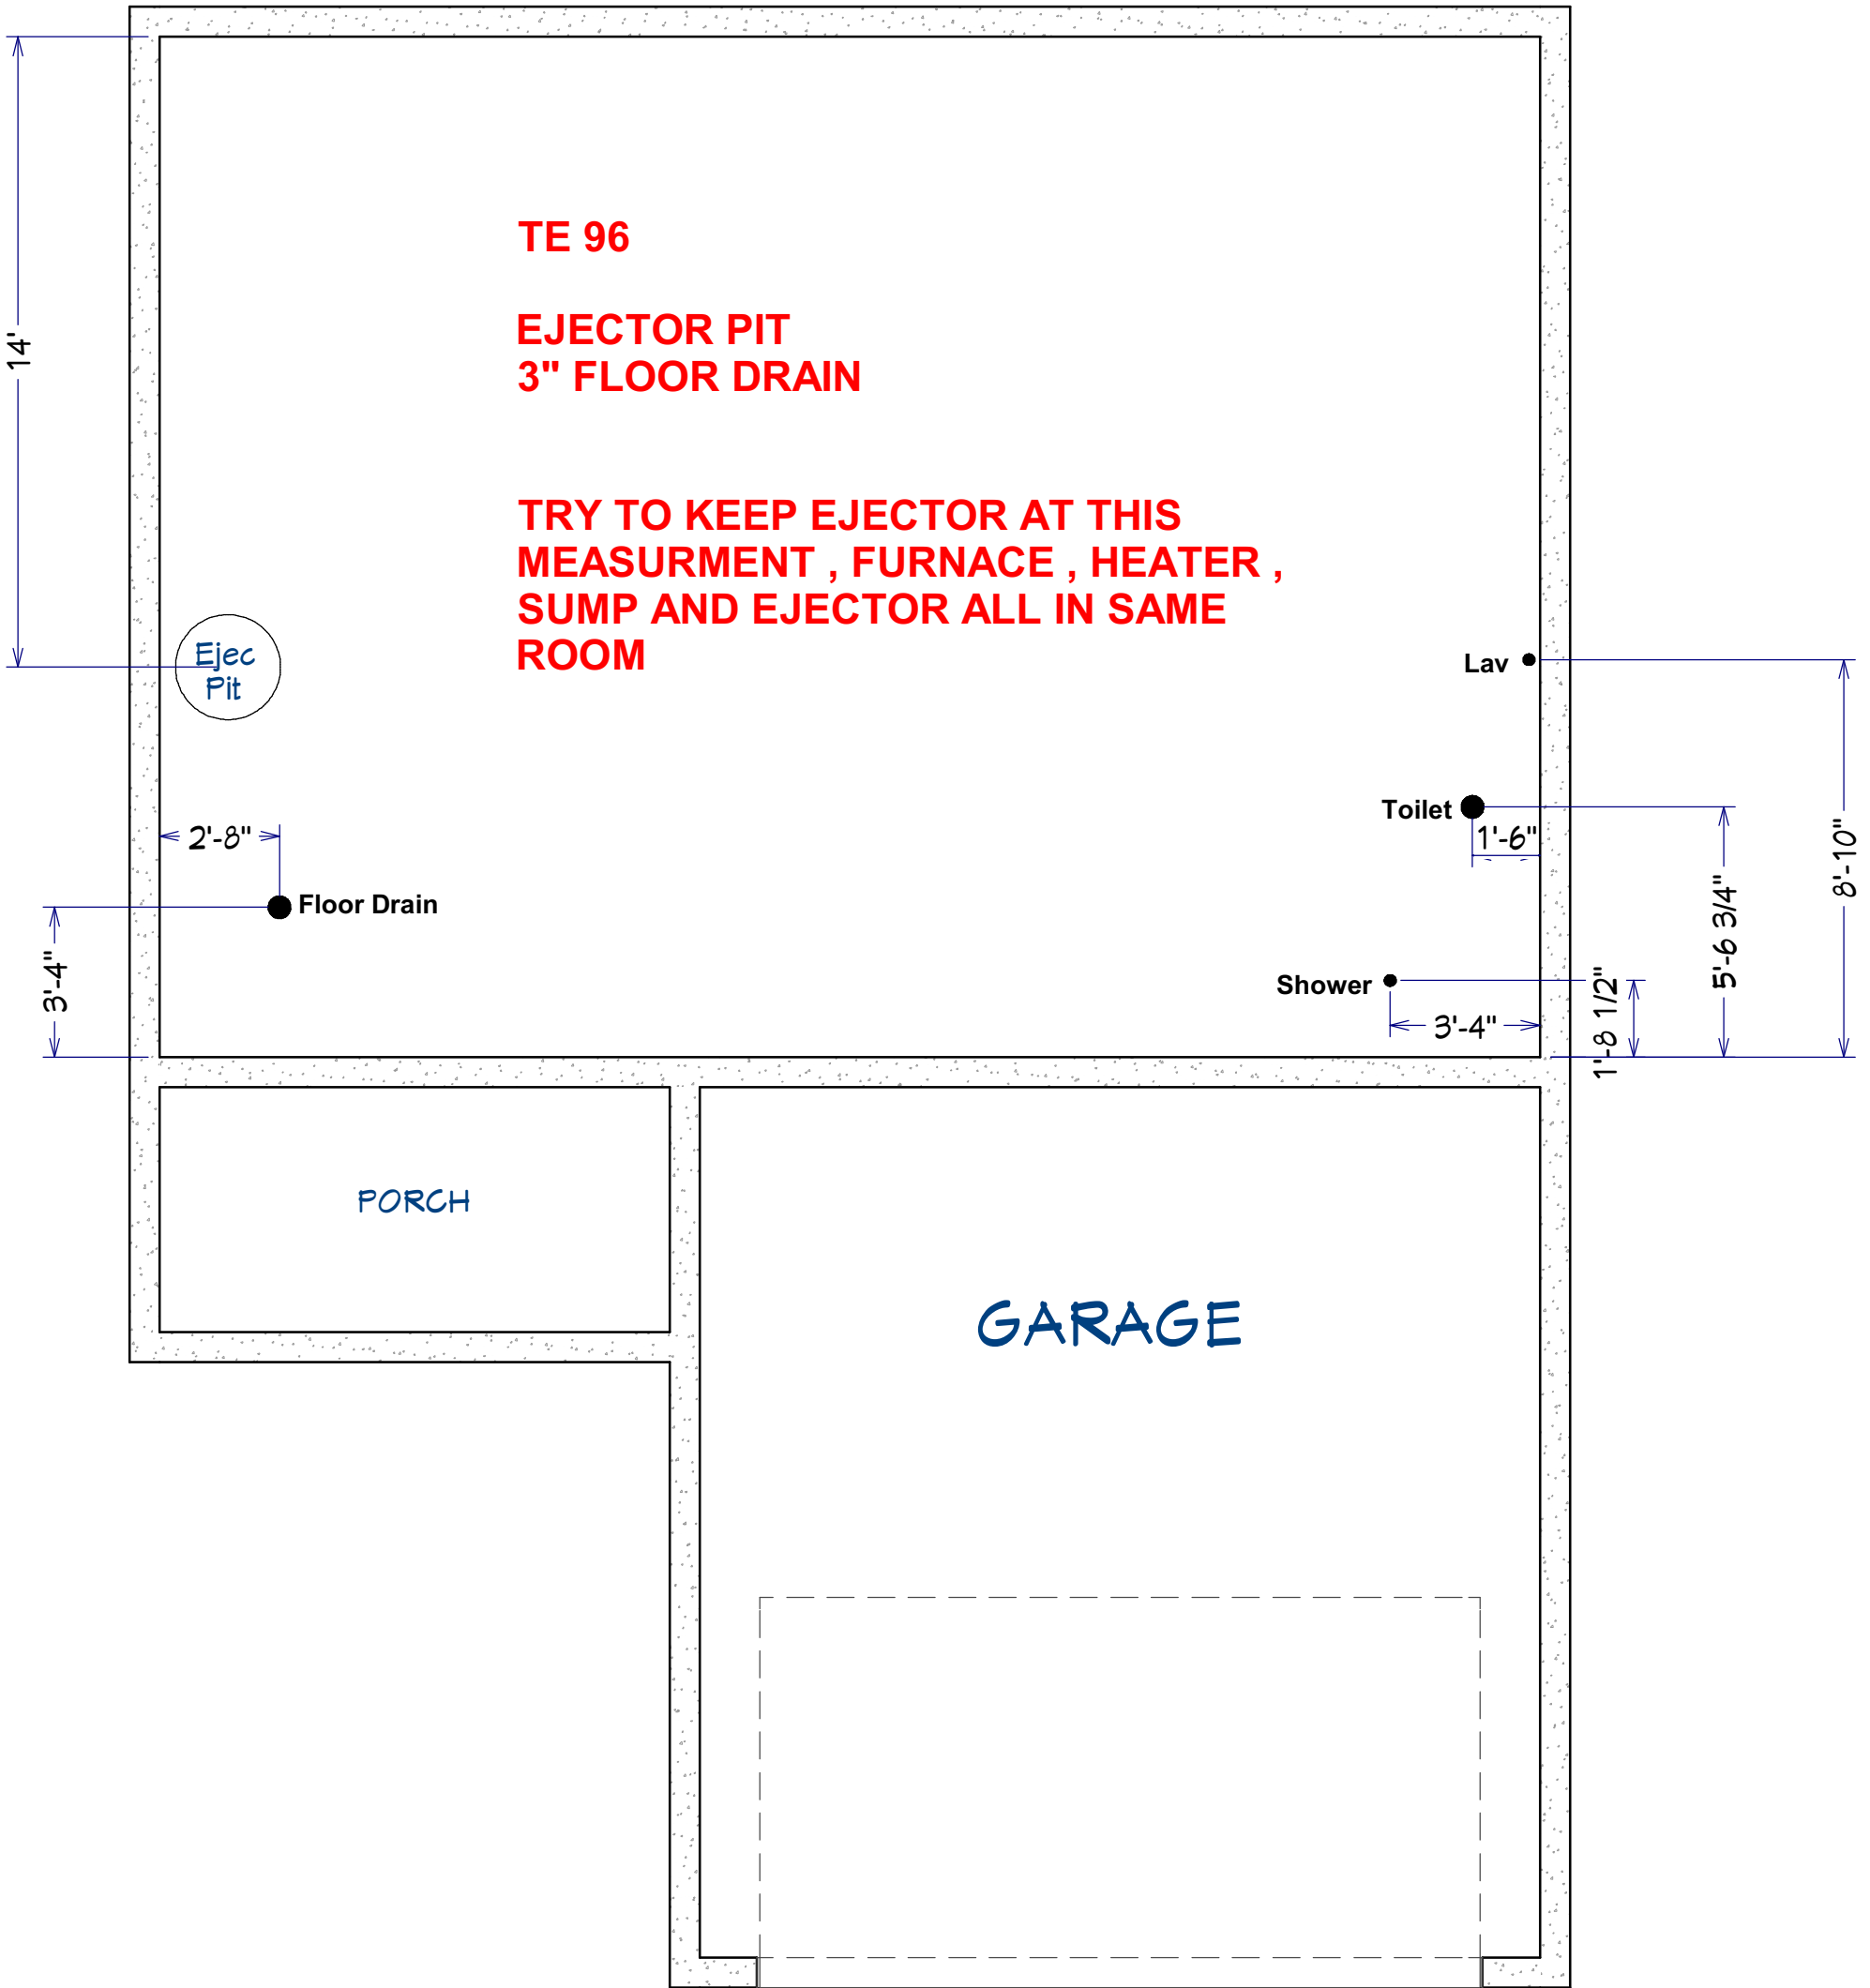 TE 96
EJECTOR PIT
3" FLOOR DRAIN
TRY TO KEEP EJECTOR AT THIS
MEASURMENT , FURNACE , HEATER ,
SUMP AND EJECTOR ALL IN SAME
ROOM
14'
Ejec
Pit
Lav
Toilet
1'-6"
2'-8"
8'-10"
5'-6 3/4"
Floor Drain
3'-4"
Shower
1'-8 1/2"
3'-4"
PORCH
GARAGE